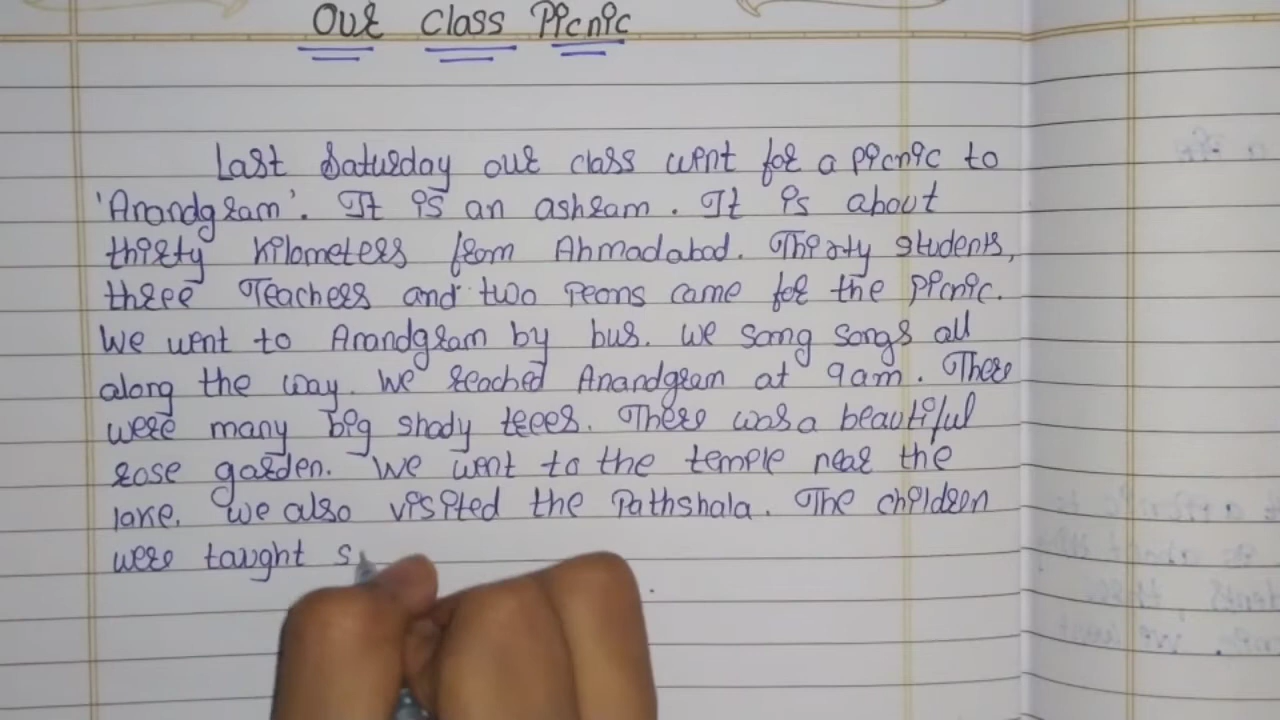 Our Class Picnic
Last Saturday our class went for a picnic to
'Anandgram'. It is an ashram. It is about
thirty kilometers from Ahmadabad. Thirty students,
three Teachers and two Peons came for the picnic.
We went to Anandgram by bus. We sang songs all
along the way. We reached Anandgram at 9am. There
were many big shady trees. There was a beautiful
rose garden. We went to the temple near the
lake. We also visited the Pathshala. The children
were taught s